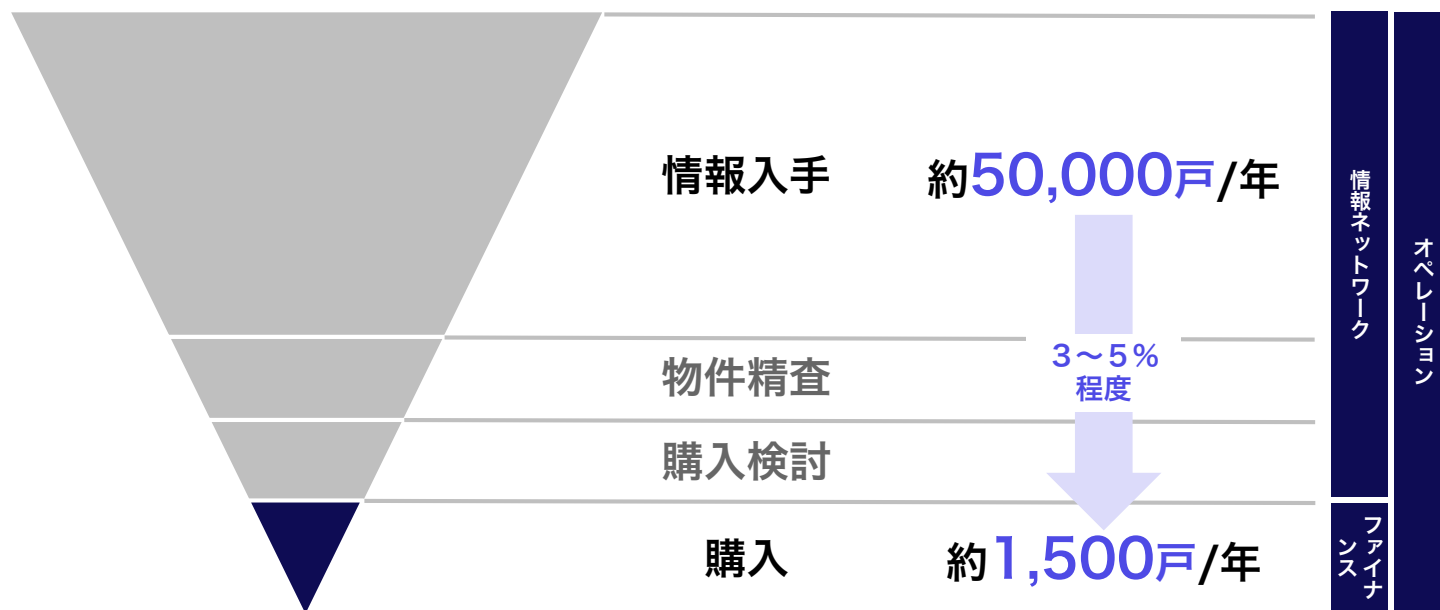 情報入手
約50,000戸/年
物件精査
3～5%
程度
購入検討
購入
約1,500戸/年
情報ネットワーク
ファイナ
ンス
オペレーション